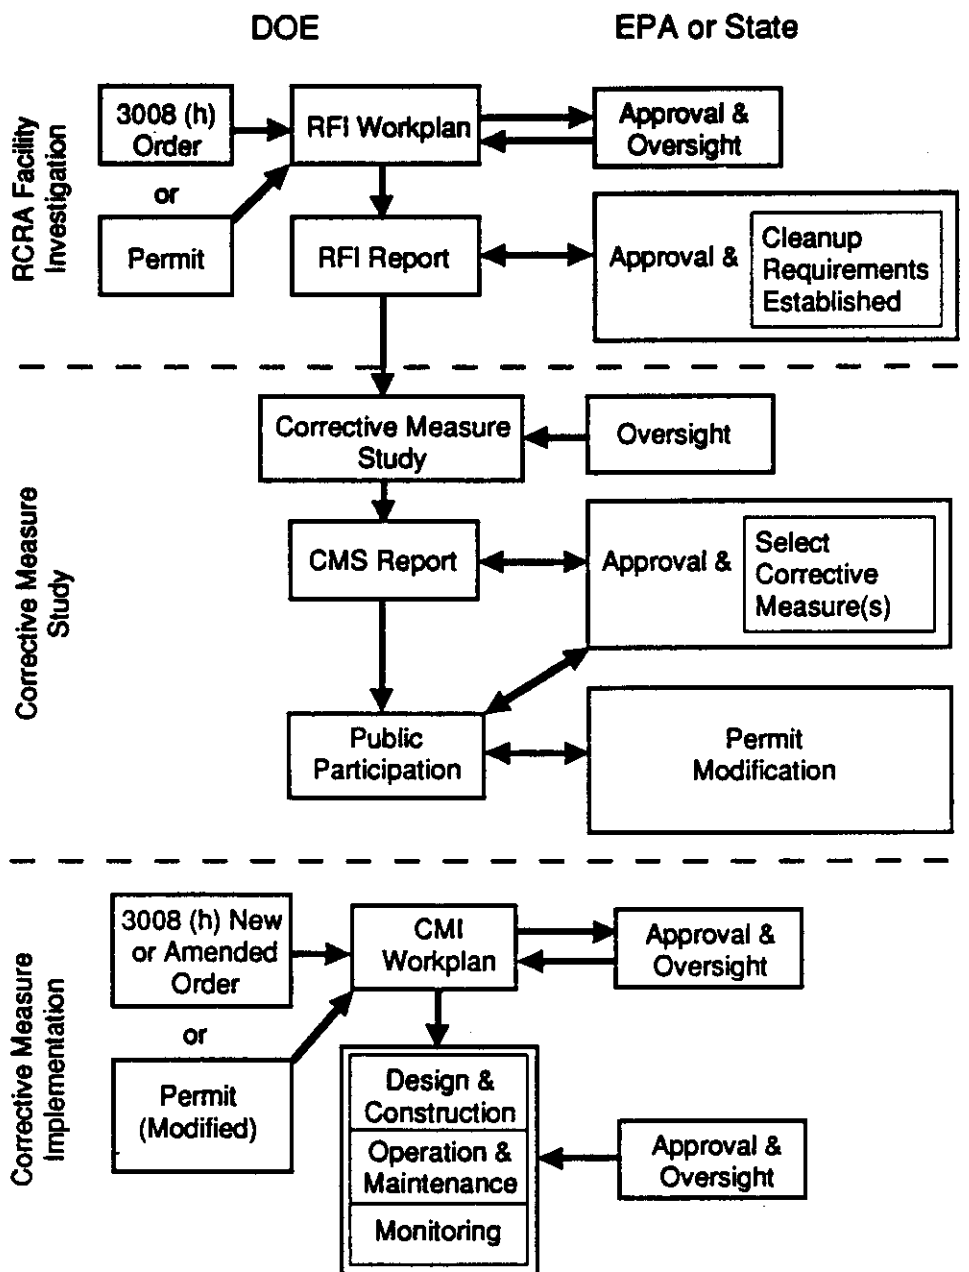 DOE
EPA or State
RCRA Facility
Investigation
3008 (h)
Order
or
Permit
RFI Workplan
Approval &
Oversight
RFI Report
Approval &
Cleanup
Requirements
Established
Corrective Measure
Study
Corrective Measure
Study
Oversight
CMS Report
Approval &
Select
Corrective
Measure(s)
Public
Participation
Permit
Modification
Corrective Measure
Implementation
3008 (h) New
or Amended
Order
or
Permit
(Modified)
CMI
Workplan
Approval &
Oversight
Design &
Construction
Operation &
Maintenance
Monitoring
Approval &
Oversight